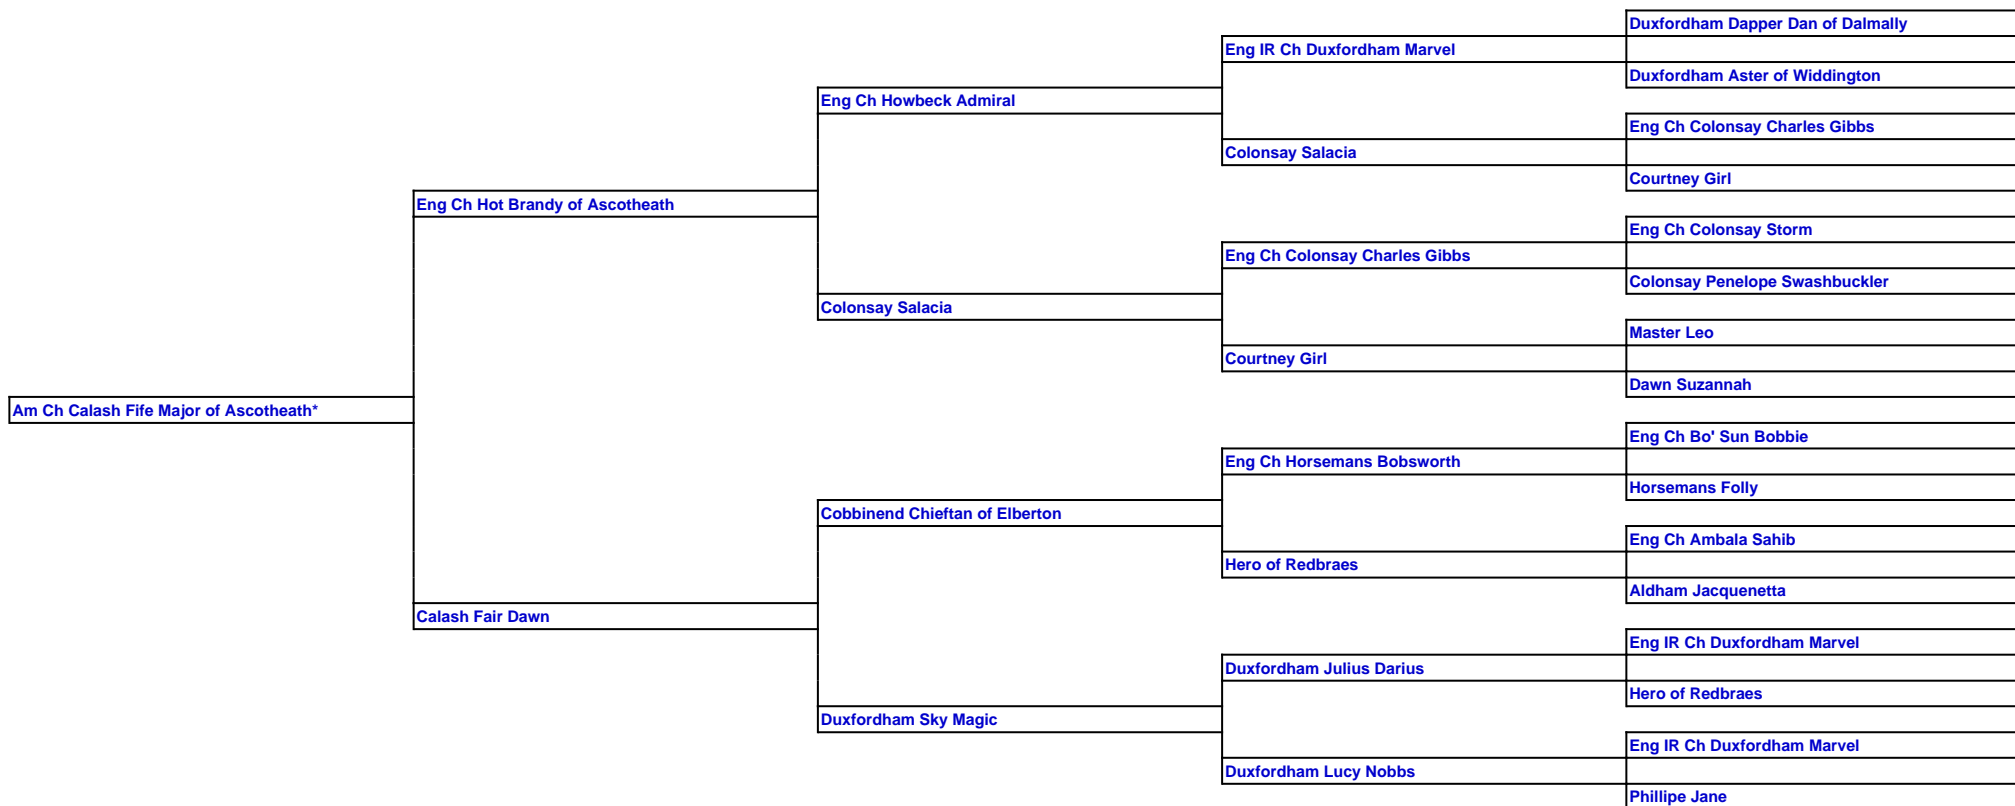 Duxfordham Dapper Dan of Dalmally
Eng IR Ch Duxfordham Marvel
Duxfordham Aster of Widdington
Eng Ch Howbeck Admiral
Eng Ch Colonsay Charles Gibbs
Colonsay Salacia
Courtney Girl
Eng Ch Hot Brandy of Ascotheath
Eng Ch Colonsay Storm
Eng Ch Colonsay Charles Gibbs
Colonsay Penelope Swashbuckler
Colonsay Salacia
Master Leo
Courtney Girl
Dawn Suzannah
Am Ch Calash Fife Major of Ascotheath*
Eng Ch Bo' Sun Bobbie
Eng Ch Horsemans Bobsworth
Horsemans Folly
Cobbinend Chieftan of Elberton
Eng Ch Ambala Sahib
Hero of Redbraes
Aldham Jacquenetta
Calash Fair Dawn
Eng IR Ch Duxfordham Marvel
Duxfordham Julius Darius
Hero of Redbraes
Duxfordham Sky Magic
Eng IR Ch Duxfordham Marvel
Duxfordham Lucy Nobbs
Phillipe Jane